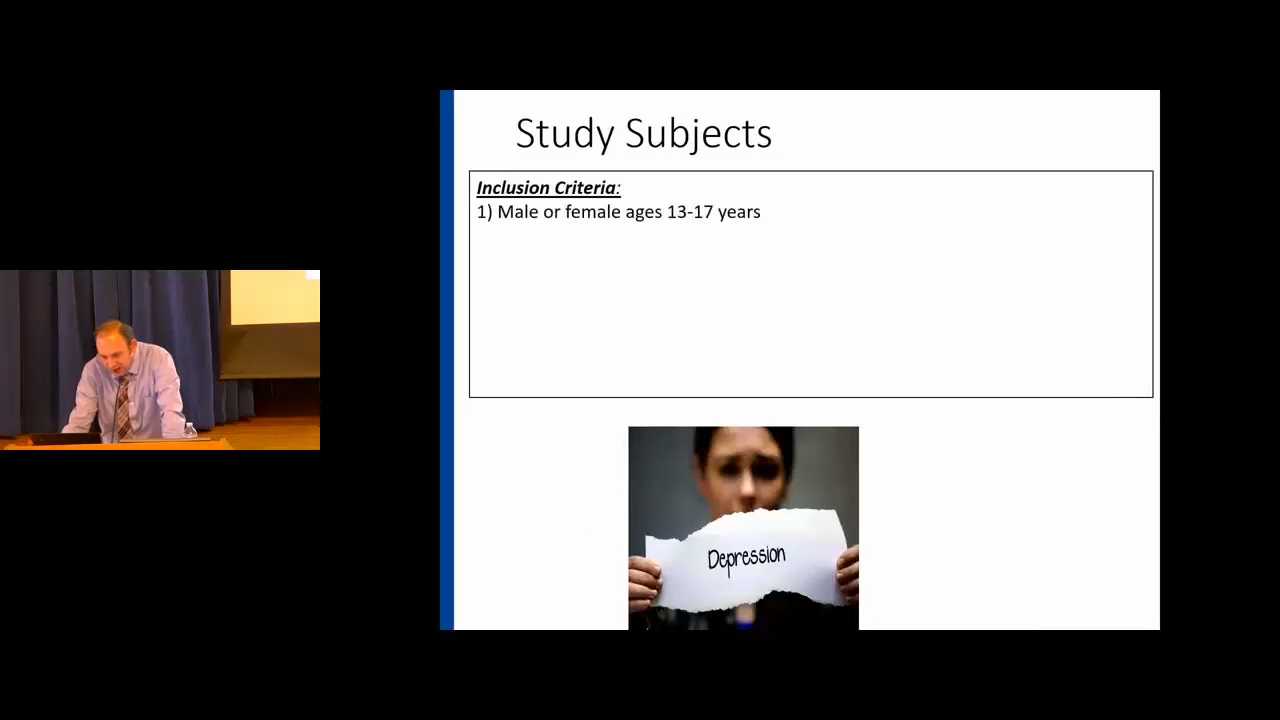 Study Subjects
Inclusion Criteria:
1) Male or female ages 13-17 years
Depression